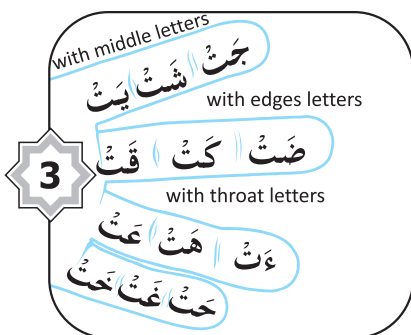 with middle letters
جَتْ شَتْ يَتْ
with edges letters
ضَتْ كَتْ قَتْ
3
with throat letters
ءَتْ هَتْ عَتْ
حَتْ غَتْ خَتْ